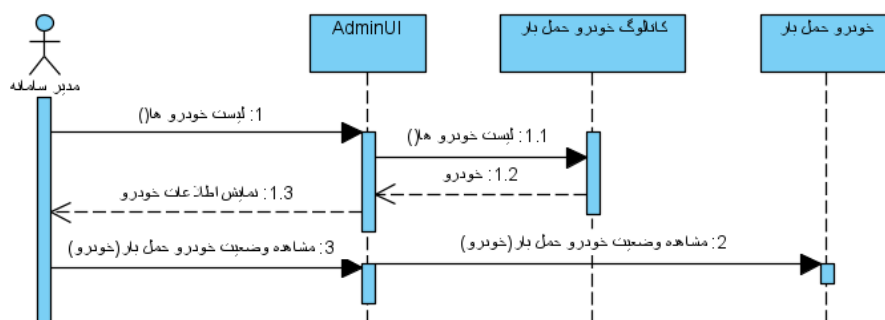 AdminUI
کاتالوگ خودرو حمل بار
خودرو حمل بار
مدیر سامانه
1: لیست خودرو ها()
1.1: لیست خودرو ها()
1.2: خودرو
1.3: نمایش اطلاعات خودرو
3: مشاهده وضعیت خودرو حمل بار(خودرو)
2: مشاهده وضعیت خودرو حمل بار(خودرو)